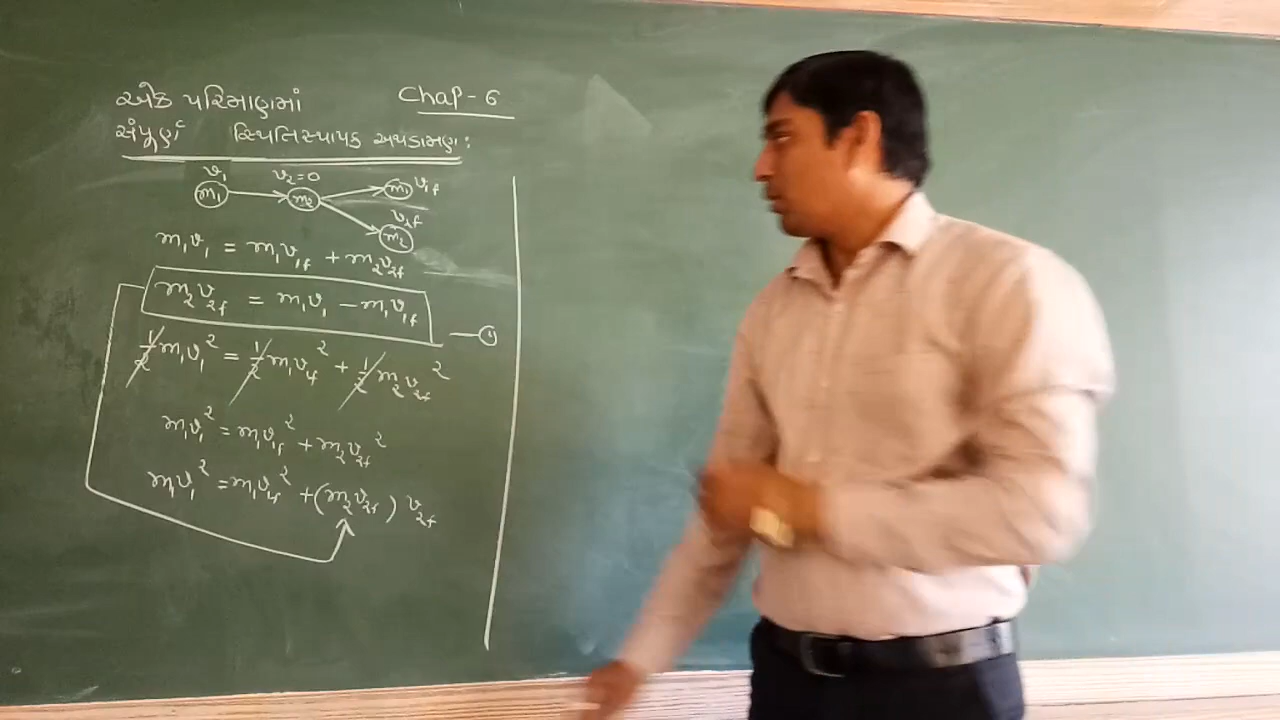 એક પરિમાણમાં Chap - 6
સંપૂર્ણ સ્થિતિસ્થાપક અથડામણ :
v₁ v₂=0 m₁ v₁f
m₁ m₂ v₂f
m₂
m₁v₁ = m₁v₁f + m₂v₂f
m₂v₂f = m₁v₁ − m₁v₁f — ①
½m₁v₁² = ½m₁v₁f² + ½m₂v₂f²
m₁v₁² = m₁v₁f² + m₂v₂f²
m₁v₁² = m₁v₁f² + (m₂v₂f) v₂f